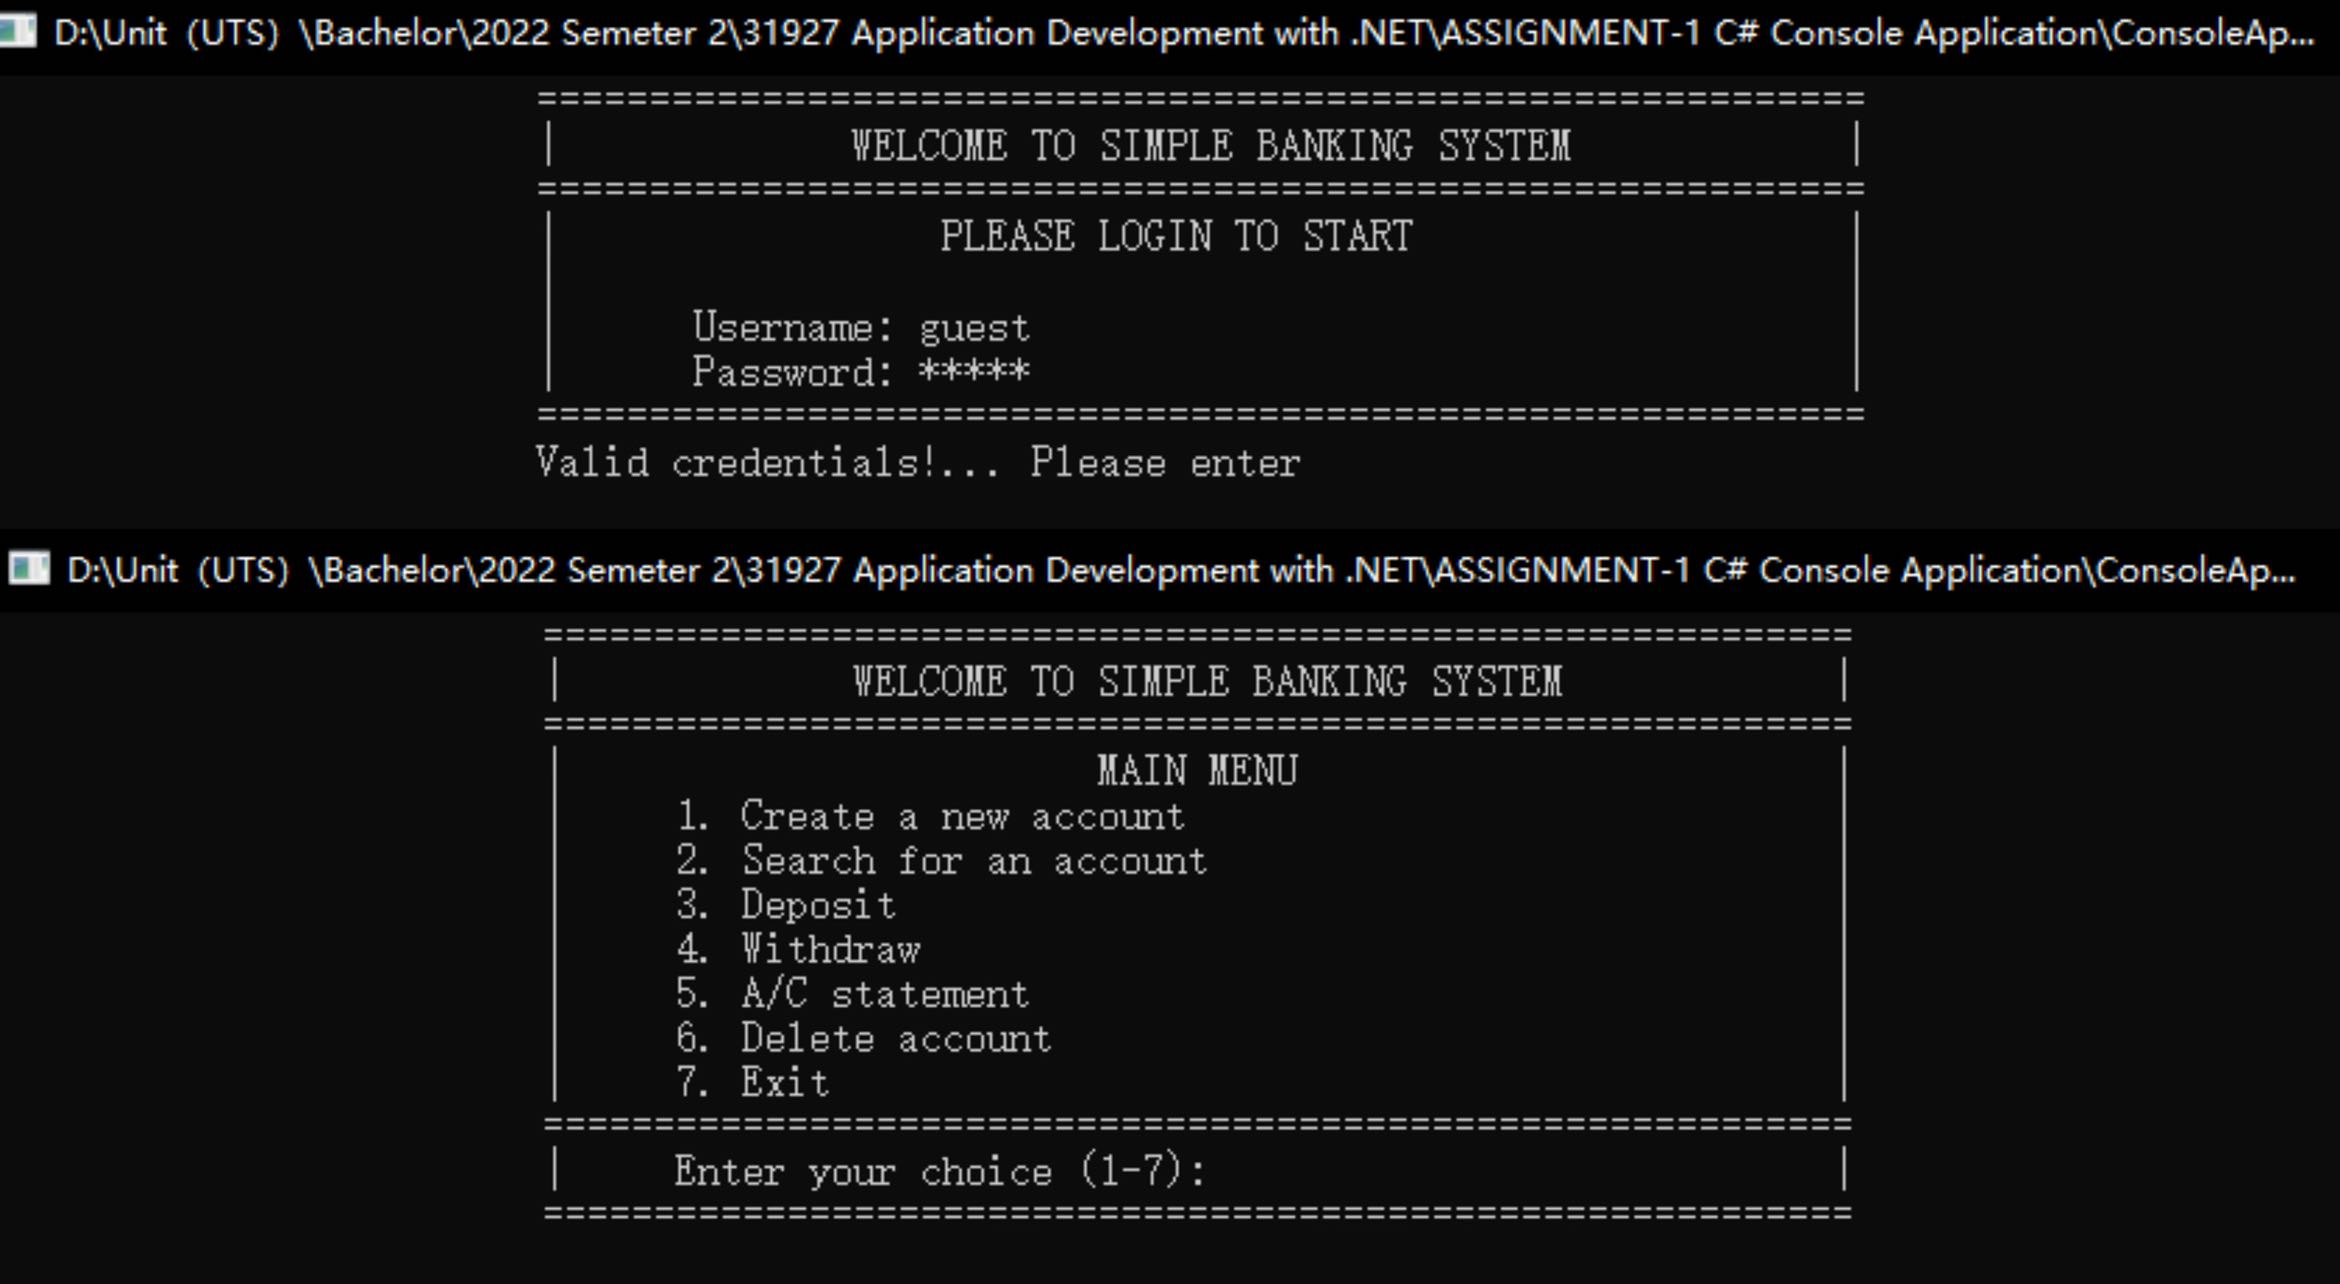 D:\Unit (UTS) \Bachelor\2022 Semeter 2\31927 Application Development with .NET\ASSIGNMENT-1 C# Console Application\ConsoleAp...
===========================================================
| WELCOME TO SIMPLE BANKING SYSTEM |
===========================================================
| PLEASE LOGIN TO START |
| |
| Username: guest |
| Password: ***** |
===========================================================
Valid credentials!... Please enter
D:\Unit (UTS) \Bachelor\2022 Semeter 2\31927 Application Development with .NET\ASSIGNMENT-1 C# Console Application\ConsoleAp...
===========================================================
| WELCOME TO SIMPLE BANKING SYSTEM |
===========================================================
| MAIN MENU |
| 1. Create a new account |
| 2. Search for an account |
| 3. Deposit |
| 4. Withdraw |
| 5. A/C statement |
| 6. Delete account |
| 7. Exit |
===========================================================
| Enter your choice (1-7): |
===========================================================